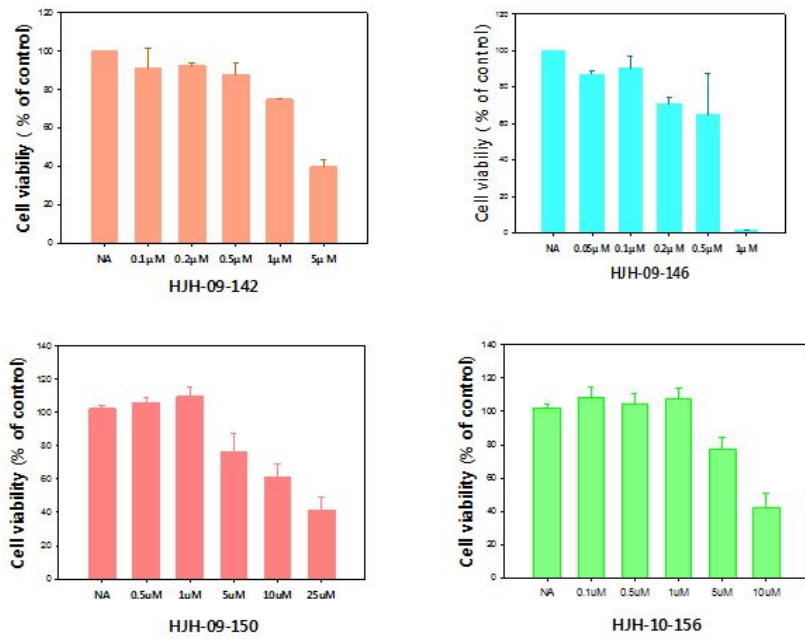 Cell viabiliy ( % of control)
120
100
80
60
40
20
0
NA 0.1μM 0.2μM 0.5μM 1μM 5μM
HJH-09-142
Cell viability ( % of control)
120
100
80
60
40
20
0
NA 0.05μM 0.1μM 0.2μM 0.5μM 1μM
HJH-09-146
Cell viability (% of control)
140
120
100
80
60
40
20
0
NA 0.5uM 1uM 5uM 10uM 25uM
HJH-09-150
Cell viability (% of control)
140
120
100
80
60
40
20
0
NA 0.1uM 0.5uM 1uM 5uM 10uM
HJH-10-156